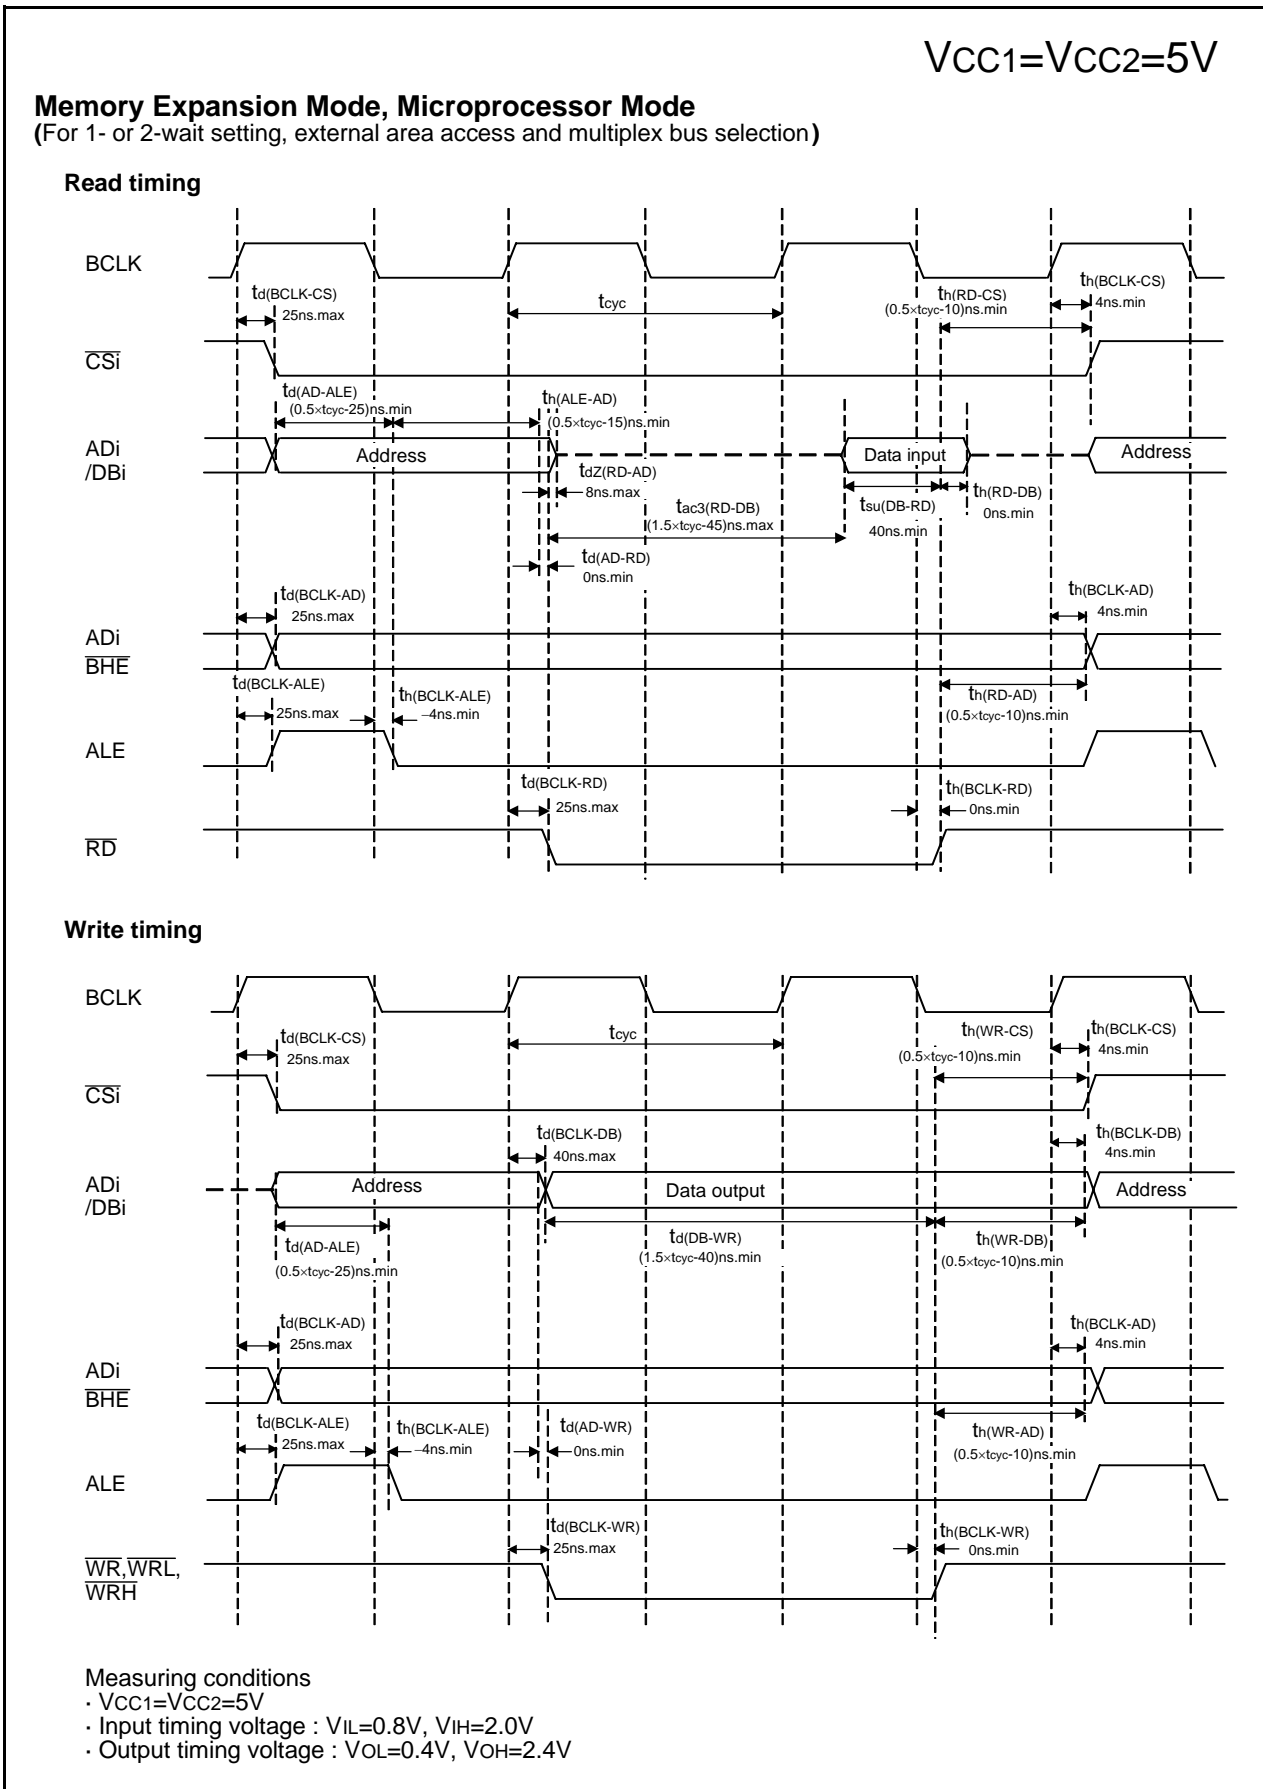 VCC1=VCC2=5V
Memory Expansion Mode, Microprocessor Mode
(For 1- or 2-wait setting, external area access and multiplex bus selection)
Read timing
BCLK
td(BCLK-CS)
25ns.max
tcyc
th(RD-CS)
(0.5×tcyc-10)ns.min
th(BCLK-CS)
4ns.min
CSi
td(AD-ALE)
(0.5×tcyc-25)ns.min
th(ALE-AD)
(0.5×tcyc-15)ns.min
ADi
/DBi
Address
Data input
Address
tdZ(RD-AD)
8ns.max
tac3(RD-DB)
(1.5×tcyc-45)ns.max
tsu(DB-RD)
40ns.min
th(RD-DB)
0ns.min
td(AD-RD)
0ns.min
td(BCLK-AD)
25ns.max
th(BCLK-AD)
4ns.min
ADi
BHE
td(BCLK-ALE)
25ns.max
th(BCLK-ALE)
−4ns.min
th(RD-AD)
(0.5×tcyc-10)ns.min
ALE
td(BCLK-RD)
25ns.max
th(BCLK-RD)
0ns.min
RD
Write timing
BCLK
td(BCLK-CS)
25ns.max
tcyc
th(WR-CS)
(0.5×tcyc-10)ns.min
th(BCLK-CS)
4ns.min
CSi
td(BCLK-DB)
40ns.max
th(BCLK-DB)
4ns.min
ADi
/DBi
Address
Data output
Address
td(AD-ALE)
(0.5×tcyc-25)ns.min
td(DB-WR)
(1.5×tcyc-40)ns.min
th(WR-DB)
(0.5×tcyc-10)ns.min
td(BCLK-AD)
25ns.max
th(BCLK-AD)
4ns.min
ADi
BHE
td(BCLK-ALE)
25ns.max
th(BCLK-ALE)
−4ns.min
td(AD-WR)
0ns.min
th(WR-AD)
(0.5×tcyc-10)ns.min
ALE
td(BCLK-WR)
25ns.max
th(BCLK-WR)
0ns.min
WR,WRL,
WRH
Measuring conditions
· VCC1=VCC2=5V
· Input timing voltage : VIL=0.8V, VIH=2.0V
· Output timing voltage : VOL=0.4V, VOH=2.4V